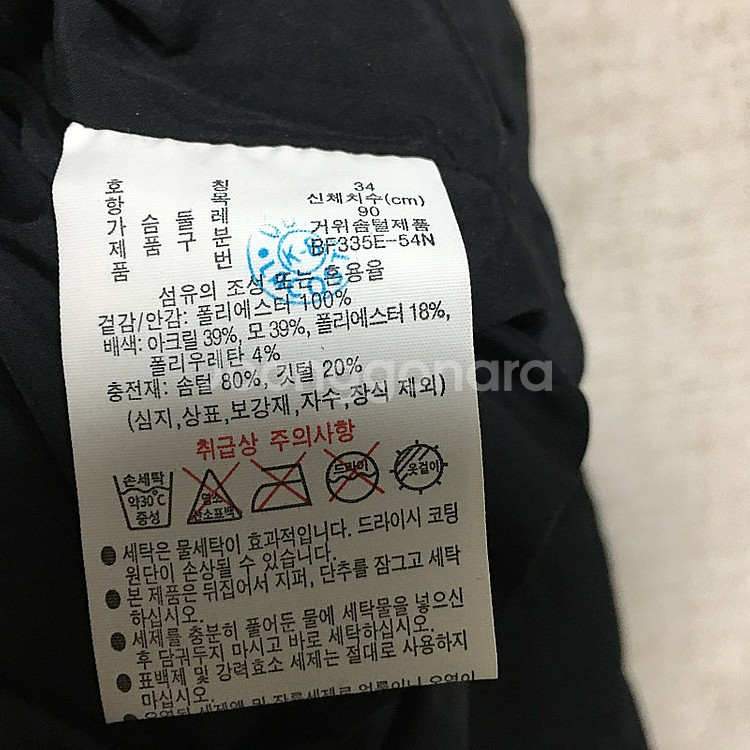 호칭 34
항목 신체치수(cm)
가슴둘레 90
제품구분 거위솜털제품
품번 BF335E-54N
섬유의 조성 또는 혼용율
겉감/안감: 폴리에스터 100%
배색: 아크릴 39%, 모 39%, 폴리에스터 18%,
폴리우레탄 4%
충전재: 솜털 80%, 깃털 20%
(심지,상표,보강재,자수,장식 제외)
취급상 주의사항
손세탁 약30℃ 중성
염소 산소표백
드라이
옷걸이
● 세탁은 물세탁이 효과적입니다. 드라이시 코팅
원단이 손상될 수 있습니다.
● 본 제품은 뒤집어서 지퍼, 단추를 잠그고 세탁
하십시오.
● 세제를 충분히 풀어둔 물에 세탁물을 넣으신
후 담궈두지 마시고 바로 세탁하십시오.
● 표백제 및 강력효소 세제는 절대로 사용하지
마십시오.